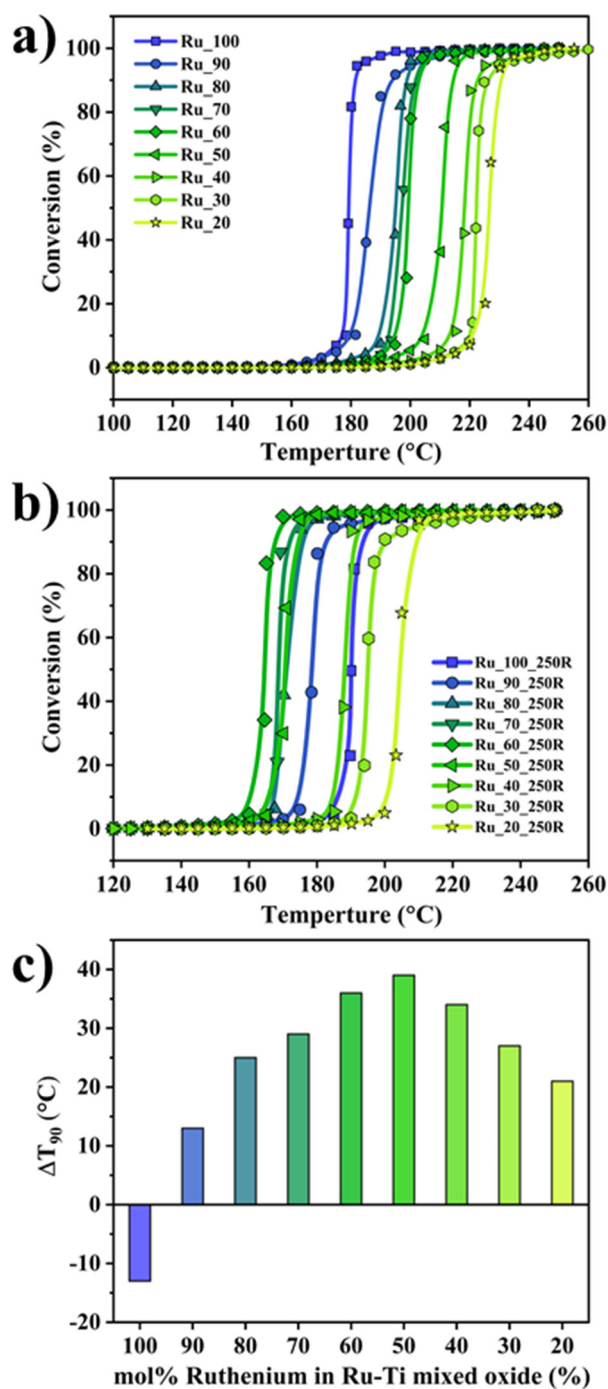 a)
100
80
60
40
20
0
Conversion (%)
Ru_100
Ru_90
Ru_80
Ru_70
Ru_60
Ru_50
Ru_40
Ru_30
Ru_20
100 120 140 160 180 200 220 240 260
Temperture (°C)
b)
100
80
60
40
20
0
Conversion (%)
Ru_100_250R
Ru_90_250R
Ru_80_250R
Ru_70_250R
Ru_60_250R
Ru_50_250R
Ru_40_250R
Ru_30_250R
Ru_20_250R
120 140 160 180 200 220 240 260
Temperture (°C)
c)
40
30
20
10
0
-10
-20
ΔT90 (°C)
100 90 80 70 60 50 40 30 20
mol% Ruthenium in Ru-Ti mixed oxide (%)